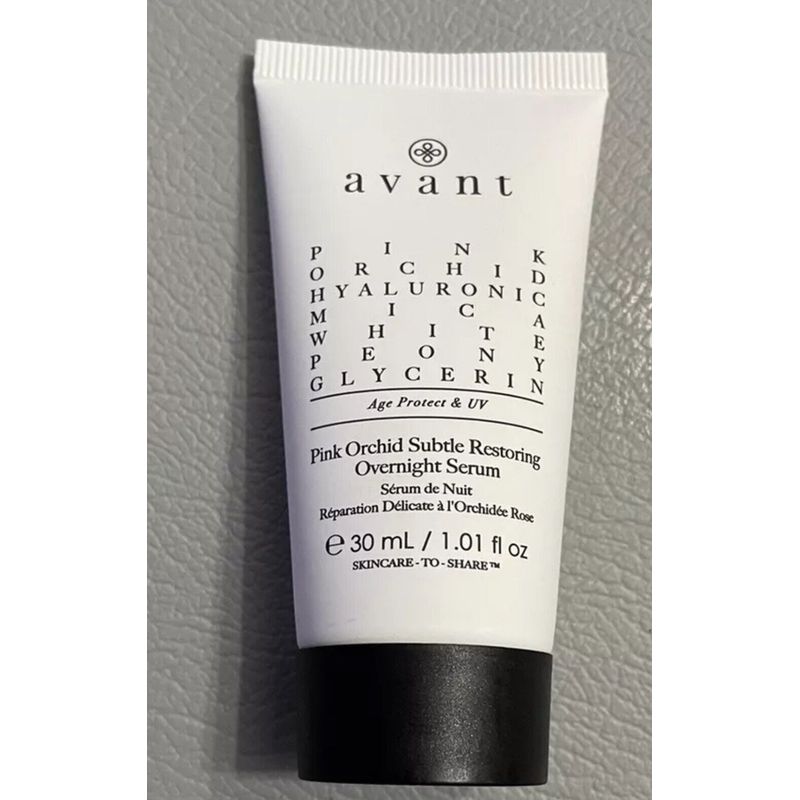 avant
P I N K
O R C H I D
H Y A L U R O N I C
M I C A
W H I T E
P E O N Y
G L Y C E R I N
Age Protect & UV
Pink Orchid Subtle Restoring
Overnight Serum
Sérum de Nuit
Réparation Délicate à l'Orchidée Rose
℮ 30 mL / 1.01 fl oz
SKINCARE-TO-SHARE™